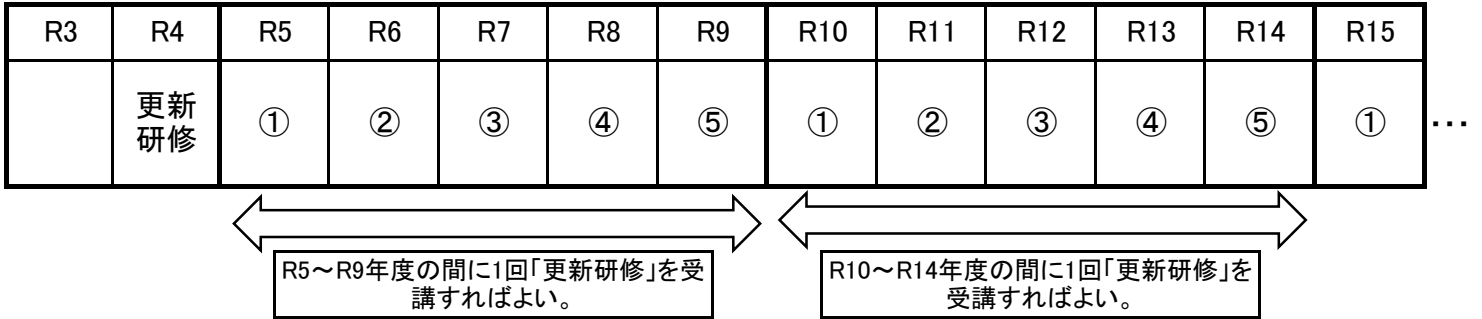 R3 R4 R5 R6 R7 R8 R9 R10 R11 R12 R13 R14 R15
更新
研修
① ② ③ ④ ⑤ ① ② ③ ④ ⑤ ① …
R5～R9年度の間に1回「更新研修」を受
講すればよい。
R10～R14年度の間に1回「更新研修」を
受講すればよい。